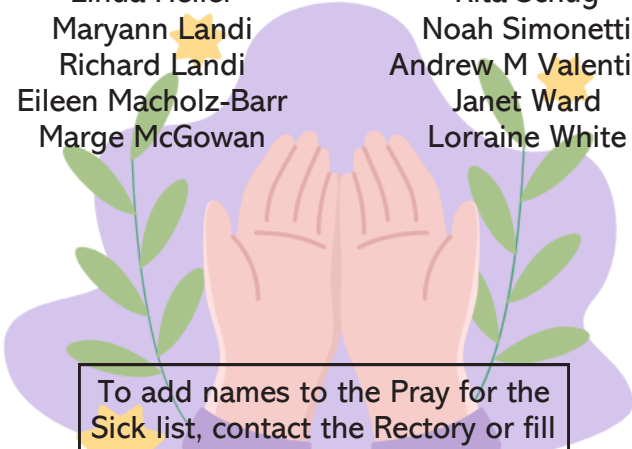 Maryann Landi
Richard Landi
Eileen Macholz-Barr
Marge McGowan
Noah Simonetti
Andrew M Valenti
Janet Ward
Lorraine White
To add names to the Pray for the
Sick list, contact the Rectory or fill